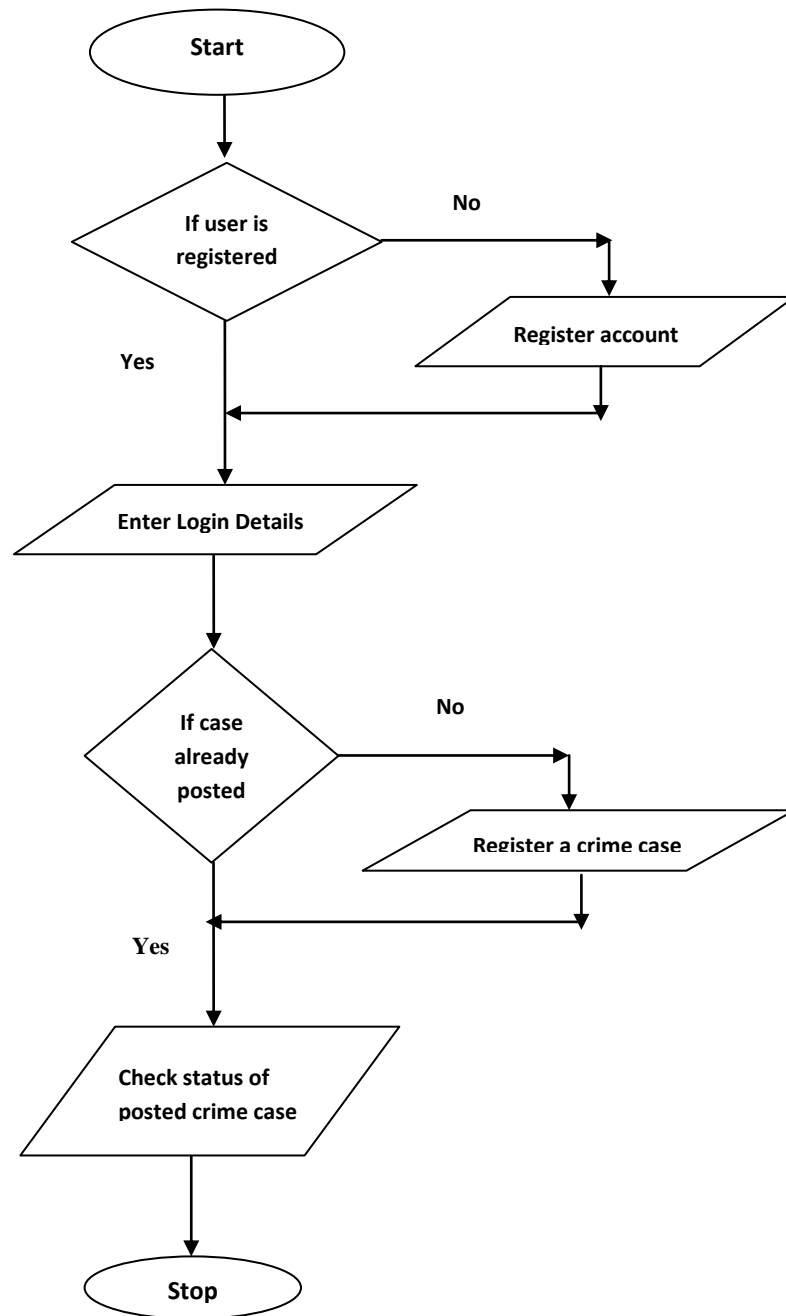 Start
If user is
registered
No
Register account
Yes
Enter Login Details
If case
already
posted
No
Register a crime case
Yes
Check status of
posted crime case
Stop